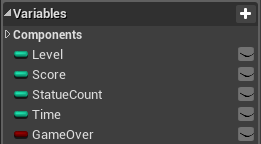 Variables
Components
Level
Score
StatueCount
Time
GameOver